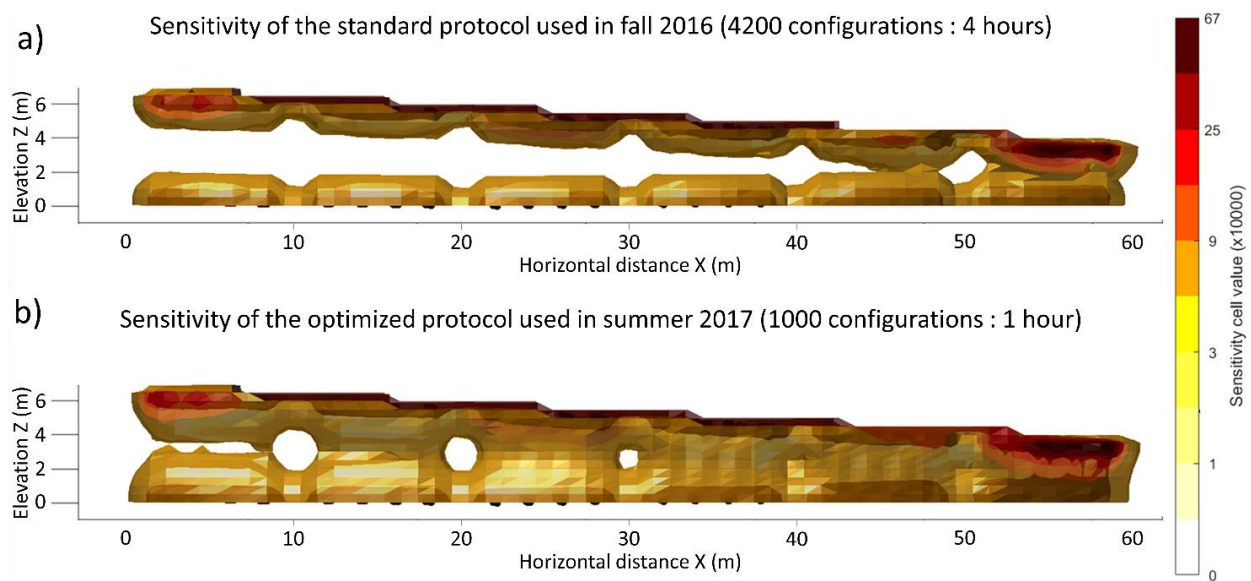 a)
Sensitivity of the standard protocol used in fall 2016 (4200 configurations : 4 hours)
Elevation Z (m)
6
4
2
0
0 10 20 30 40 50 60
Horizontal distance X (m)
b)
Sensitivity of the optimized protocol used in summer 2017 (1000 configurations : 1 hour)
Elevation Z (m)
6
4
2
0
0 10 20 30 40 50 60
Horizontal distance X (m)
67
25
9
3
1
0
Sensitivity cell value (x10000)